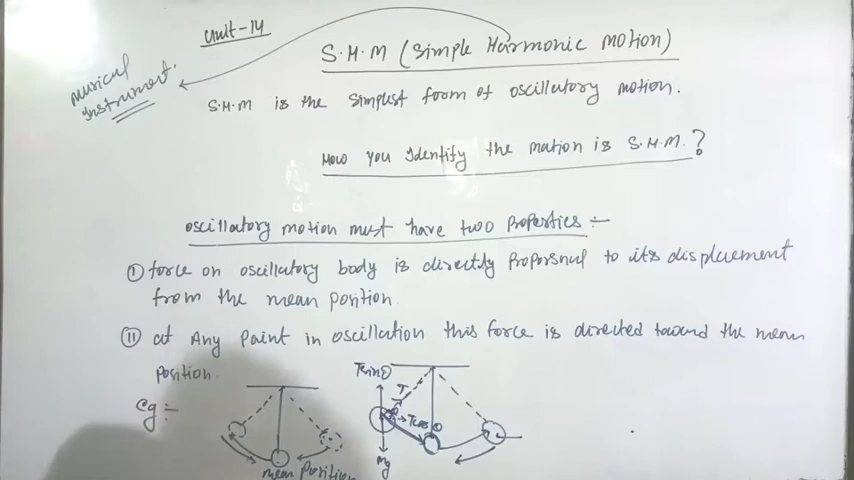 Unit-14
S.H.M (Simple Harmonic Motion)
Musical
Instrument.
S.H.M is the Simplest form of oscillatory motion.
How you Identify the motion is S.H.M.?
oscillatory motion must have two Properties :-
(I) force on oscillatory body is directly Proporsnul to its displacement
from the mean position.
(II) at Any Point in oscillation this force is directed toward the mean
Position.
Eg :-
Tsinθ
T
θ
Tcosθ
mg
mean Position